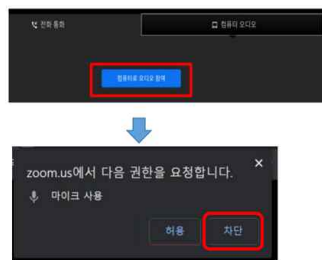 전화 통화
컴퓨터 오디오
컴퓨터로 오디오 참여
zoom.us에서 다음 권한을 요청합니다.
마이크 사용
허용
차단